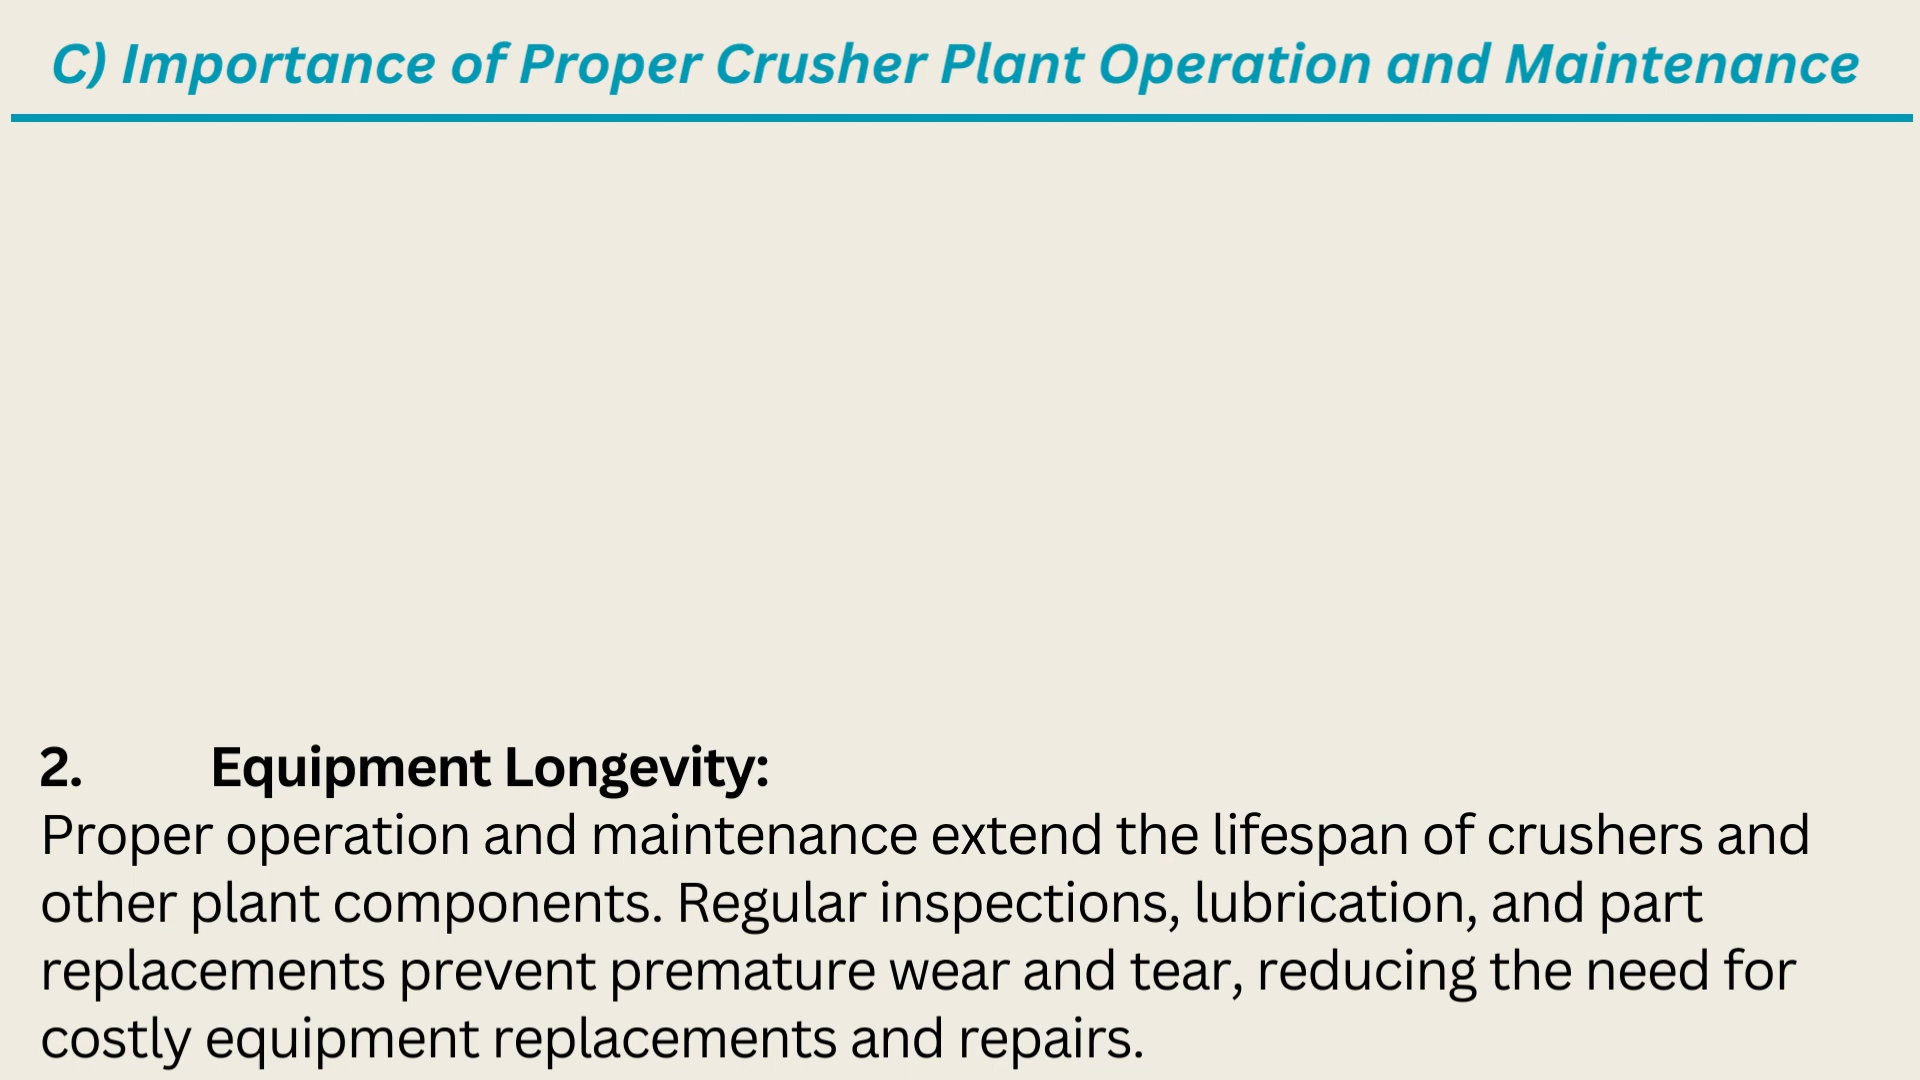 C) Importance of Proper Crusher Plant Operation and Maintenance
2. Equipment Longevity:
Proper operation and maintenance extend the lifespan of crushers and
other plant components. Regular inspections, lubrication, and part
replacements prevent premature wear and tear, reducing the need for
costly equipment replacements and repairs.